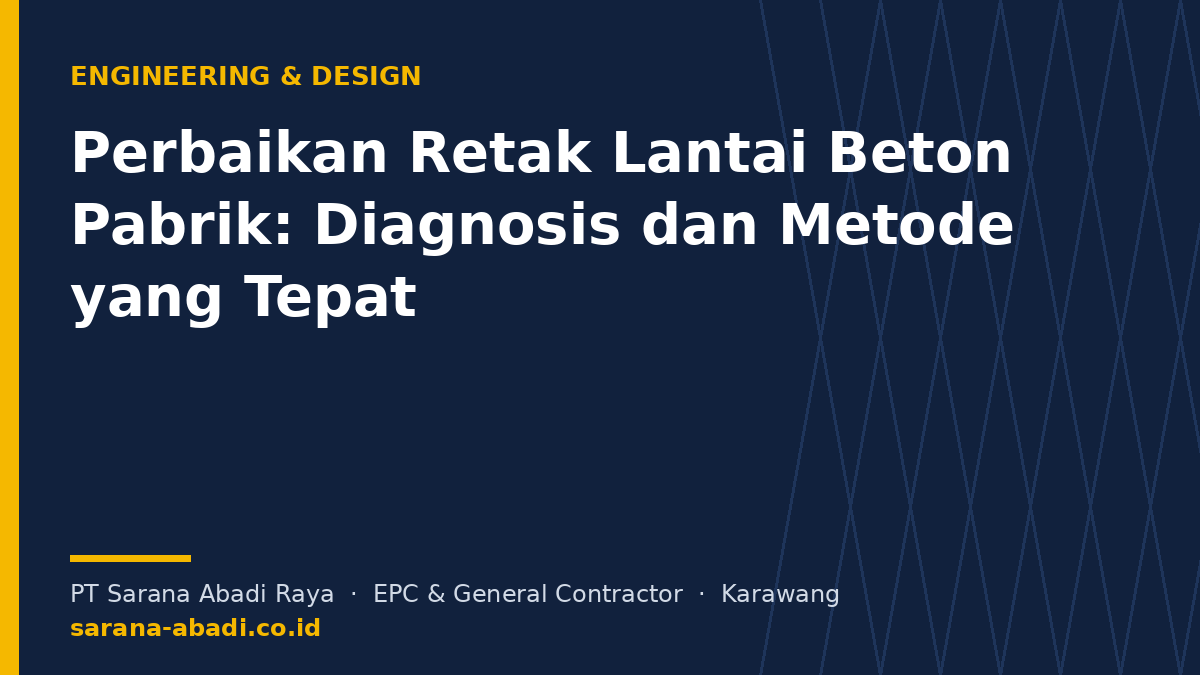 ENGINEERING & DESIGN
Perbaikan Retak Lantai Beton
Pabrik: Diagnosis dan Metode
yang Tepat
PT Sarana Abadi Raya · EPC & General Contractor · Karawang
sarana-abadi.co.id